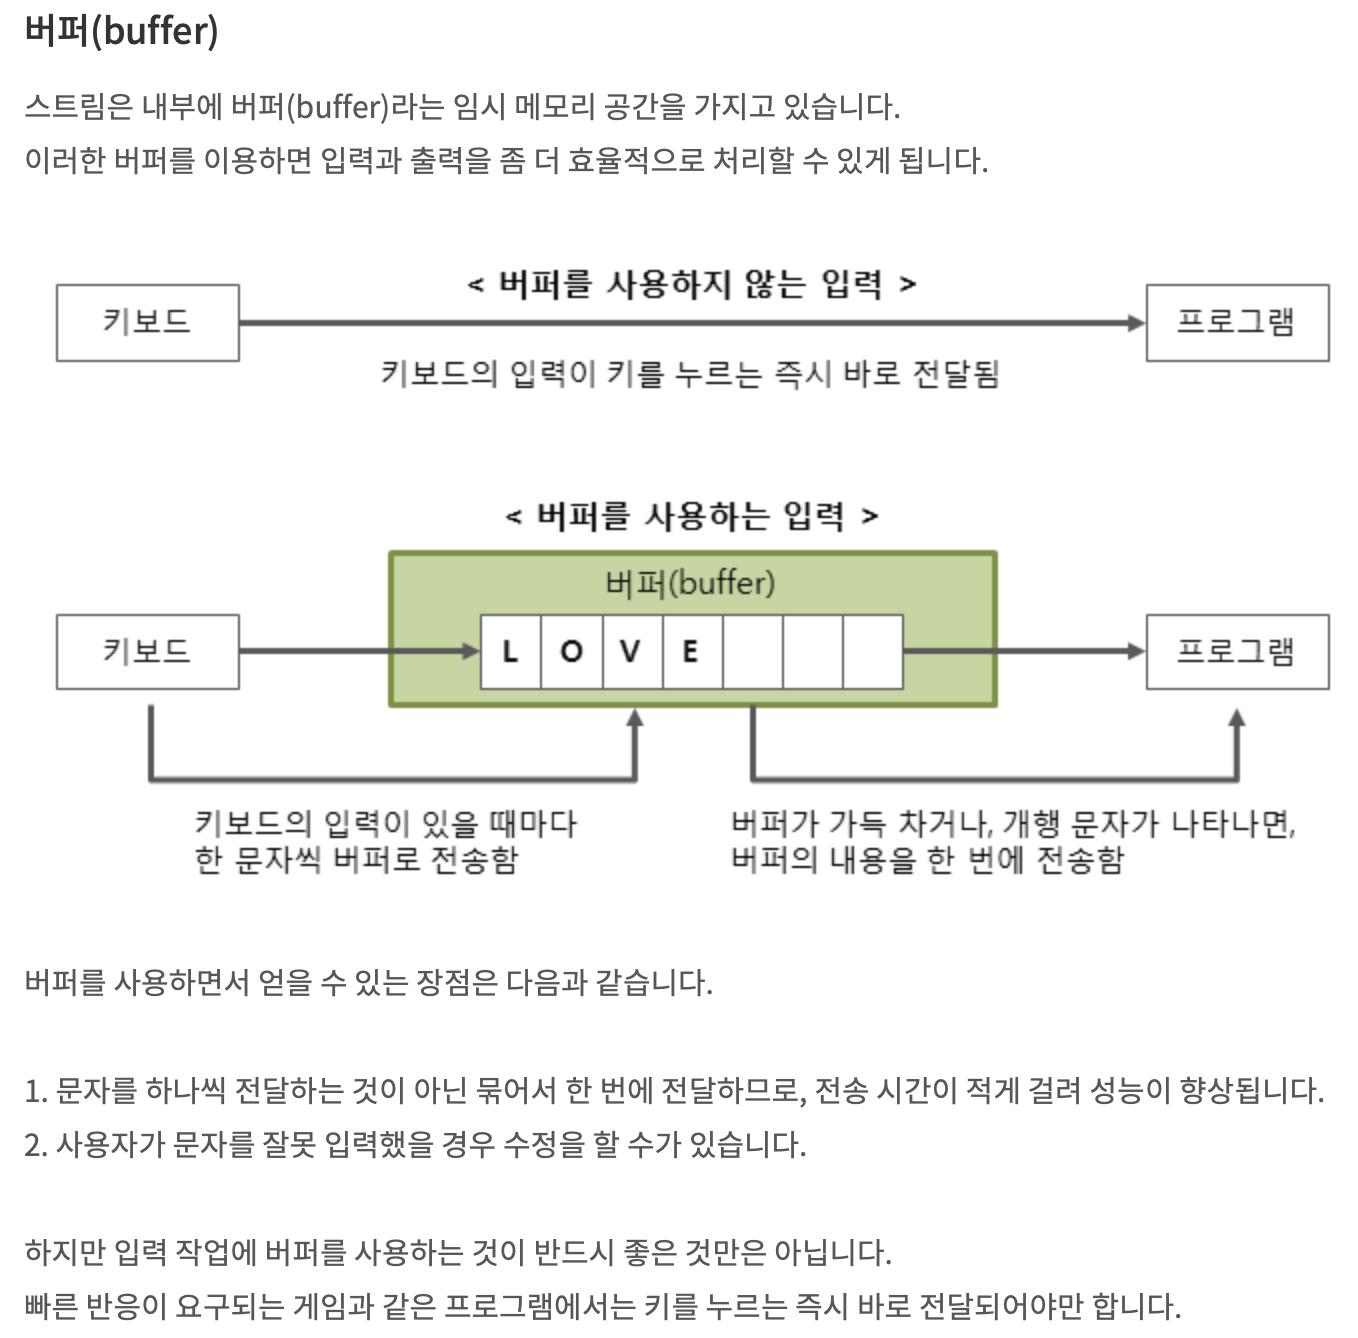 버퍼(buffer)
스트림은 내부에 버퍼(buffer)라는 임시 메모리 공간을 가지고 있습니다.
이러한 버퍼를 이용하면 입력과 출력을 좀 더 효율적으로 처리할 수 있게 됩니다.
< 버퍼를 사용하지 않는 입력 >
키보드
프로그램
키보드의 입력이 키를 누르는 즉시 바로 전달됨
< 버퍼를 사용하는 입력 >
버퍼(buffer)
키보드
L O V E
프로그램
키보드의 입력이 있을 때마다
한 문자씩 버퍼로 전송함
버퍼가 가득 차거나, 개행 문자가 나타나면,
버퍼의 내용을 한 번에 전송함
버퍼를 사용하면서 얻을 수 있는 장점은 다음과 같습니다.
1. 문자를 하나씩 전달하는 것이 아닌 묶어서 한 번에 전달하므로, 전송 시간이 적게 걸려 성능이 향상됩니다.
2. 사용자가 문자를 잘못 입력했을 경우 수정을 할 수가 있습니다.
하지만 입력 작업에 버퍼를 사용하는 것이 반드시 좋은 것만은 아닙니다.
빠른 반응이 요구되는 게임과 같은 프로그램에서는 키를 누르는 즉시 바로 전달되어야만 합니다.